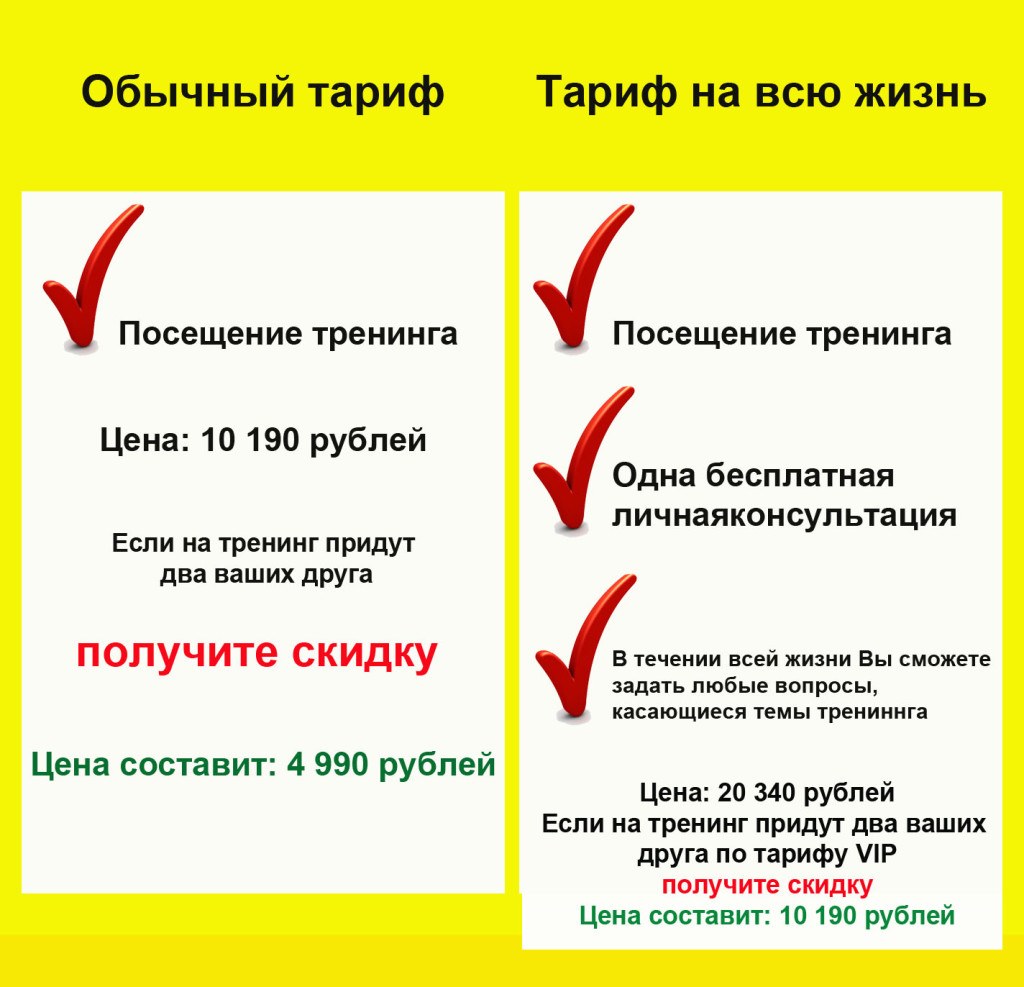 Обычный тариф
Тариф на всю жизнь
Посещение тренинга
Цена: 10 190 рублей
Если на тренинг придут
два ваших друга
получите скидку
Цена составит: 4 990 рублей
Посещение тренинга
Одна бесплатная
личнаяконсультация
В течении всей жизни Вы сможете
задать любые вопросы,
касающиеся темы трениннга
Цена: 20 340 рублей
Если на тренинг придут два ваших
друга по тарифу VIP
получите скидку
Цена составит: 10 190 рублей